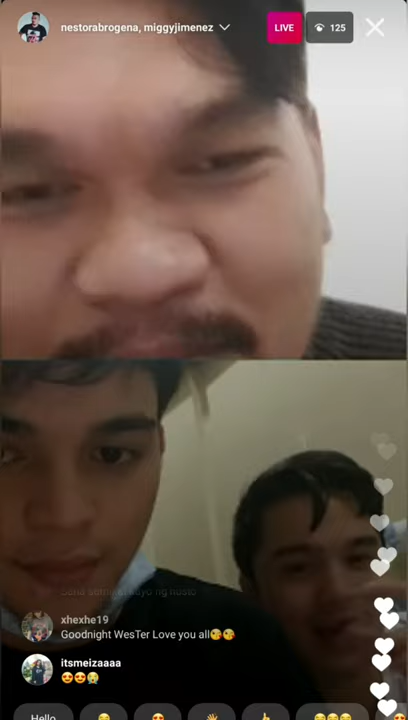 nestorabrogena, miggyjimenez
LIVE
125
xhexhe19
Goodnight WesTer Love you all😘😘
itsmeizaaaa
😍😍😭
Hello